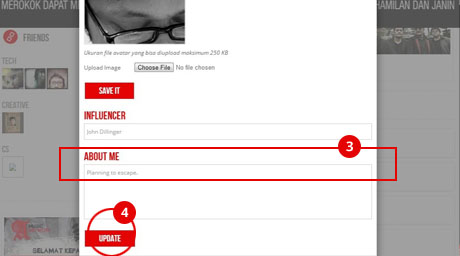 MEROKOK DAPAT ME
HAMILAN DAN JANIN
FRIENDS
TECH
CREATIVE
CS
Ukuran file avatar yang bisa diupload maksimum 250 KB
Upload Image Choose File No file chosen
SAVE IT
INFLUENCER
John Dillinger
3
ABOUT ME
Planning to escape.
4
UPDATE
SELAMAT KEPA